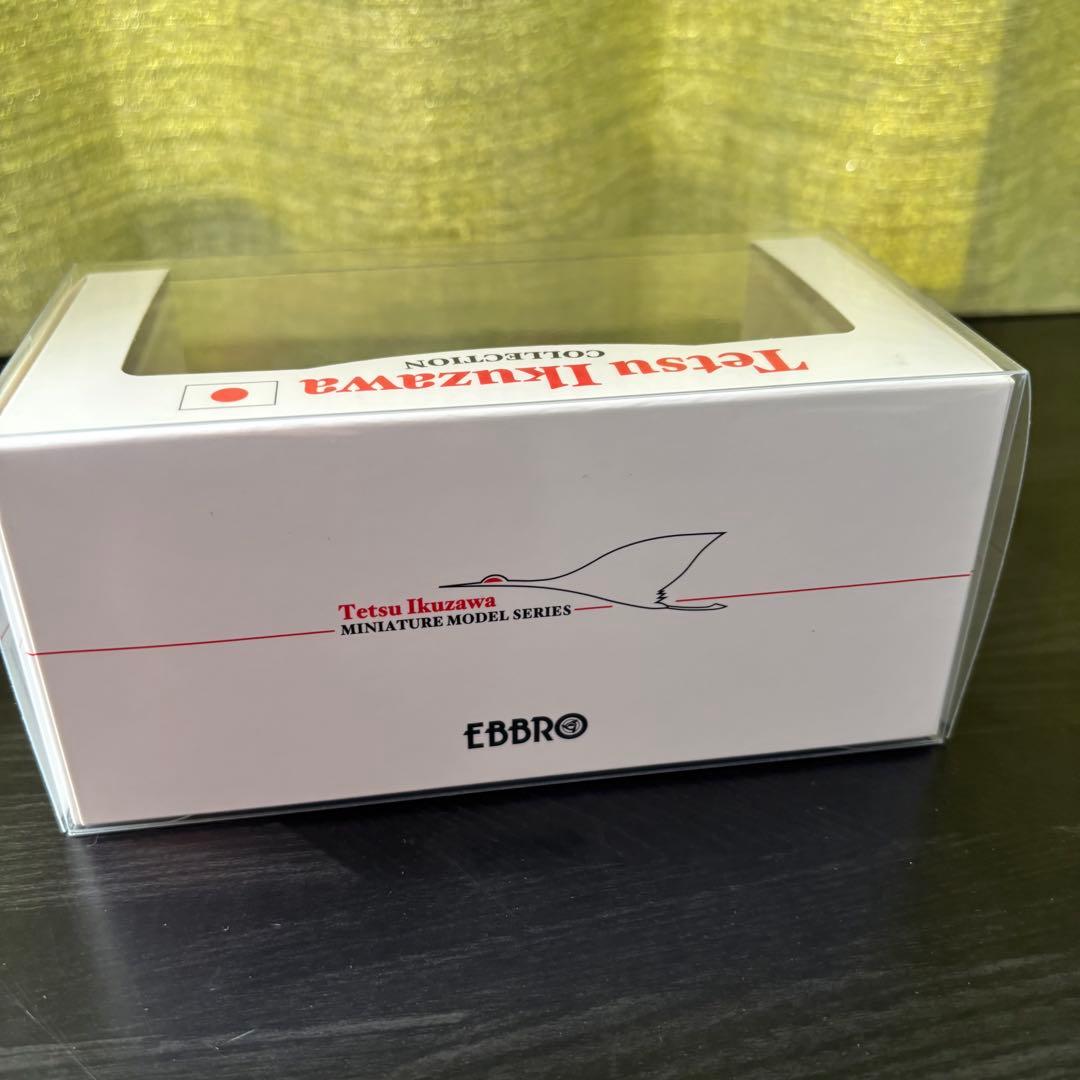 Tetsu Ikuzawa
COLLECTION
Tetsu Ikuzawa
MINIATURE MODEL SERIES
EBBRO